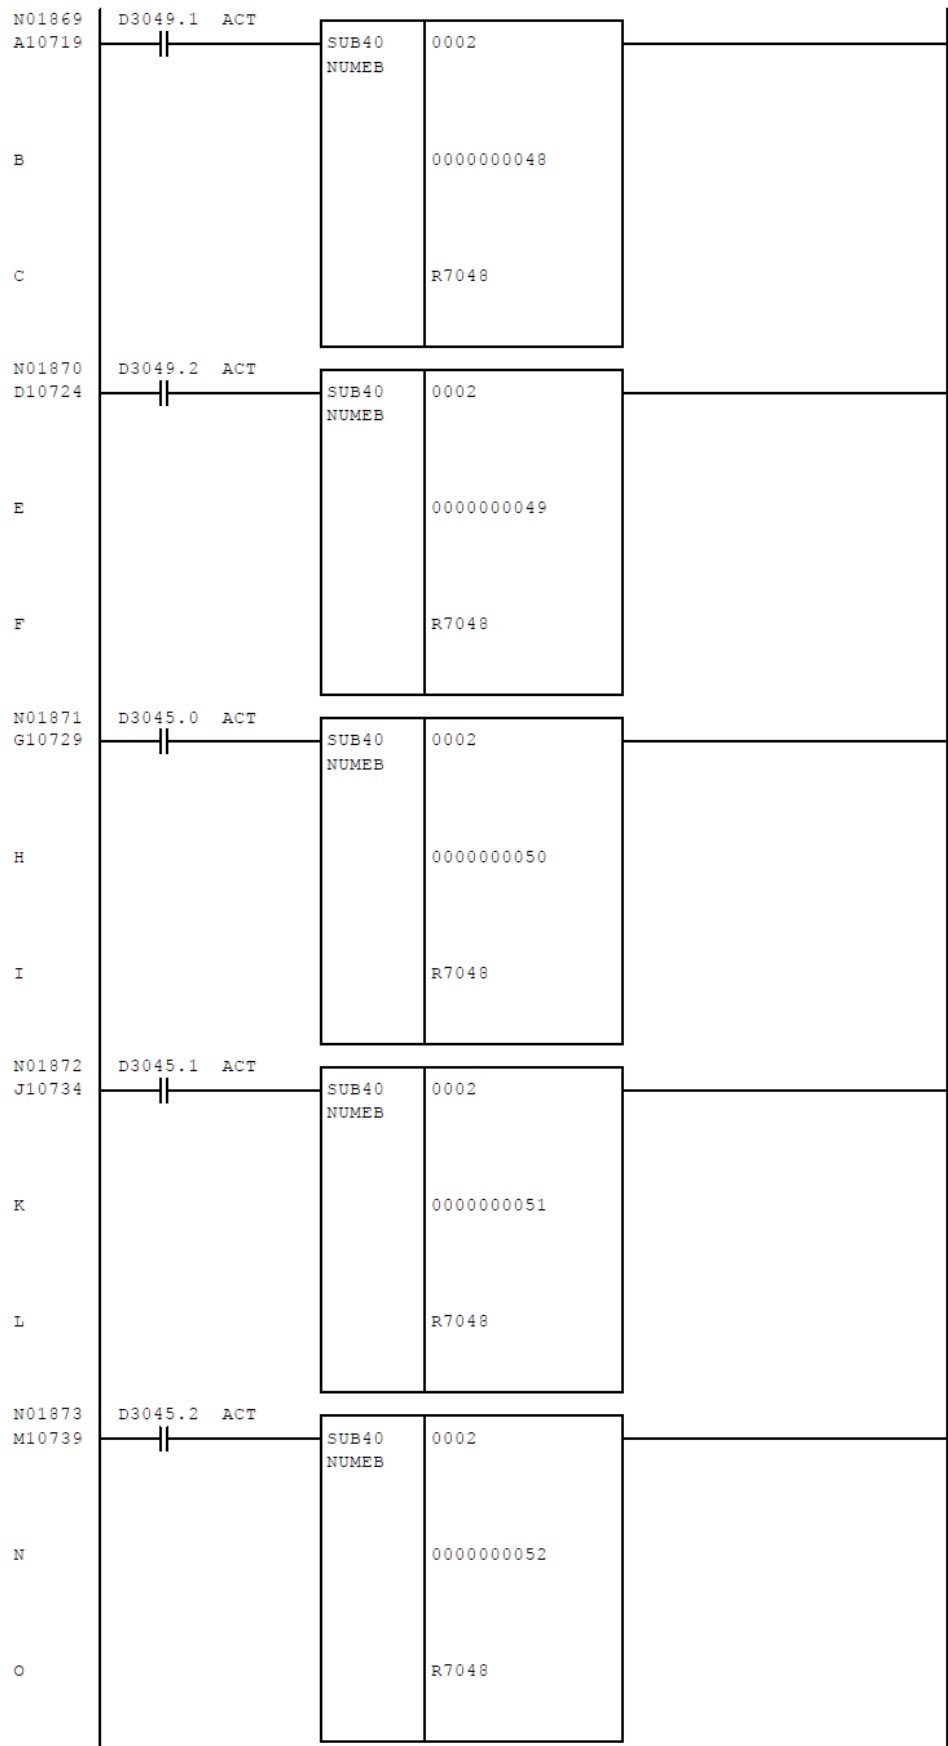 N01869 D3049.1 ACT
A10719 SUB40 0002
NUMEB
B 0000000048
C R7048
N01870 D3049.2 ACT
D10724 SUB40 0002
NUMEB
E 0000000049
F R7048
N01871 D3045.0 ACT
G10729 SUB40 0002
NUMEB
H 0000000050
I R7048
N01872 D3045.1 ACT
J10734 SUB40 0002
NUMEB
K 0000000051
L R7048
N01873 D3045.2 ACT
M10739 SUB40 0002
NUMEB
N 0000000052
O R7048